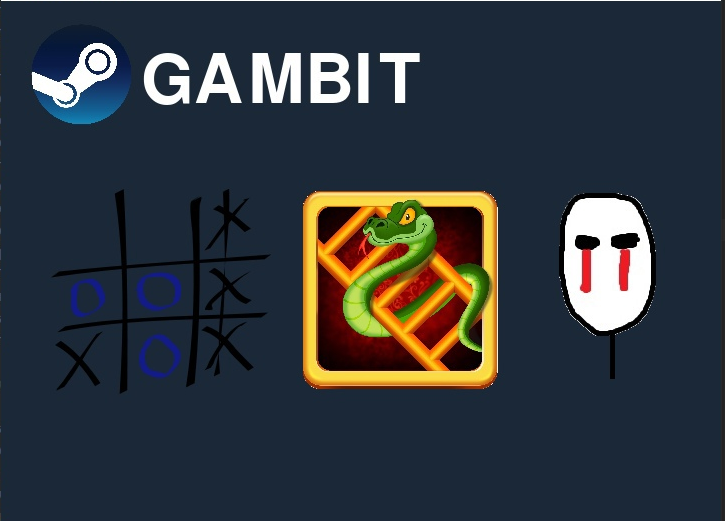 GAMBIT
X
O O X
X O X